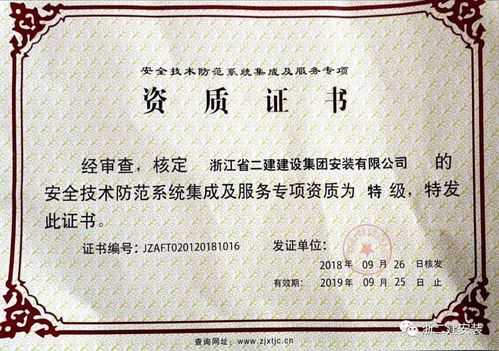 安全技术防范系统集成及服务专项
资质证书
经审查，核定 浙江省二建建设集团安装有限公司 的
安全技术防范系统集成及服务专项资质为 特 级，特发
此证书。
证书编号：JZAFT020120181016 发证单位：
2018年 09 月 26 日核发
有效期：2019年 09 月 25 日 止
查询网址：www.zjxtjc.cn
浙二建安装